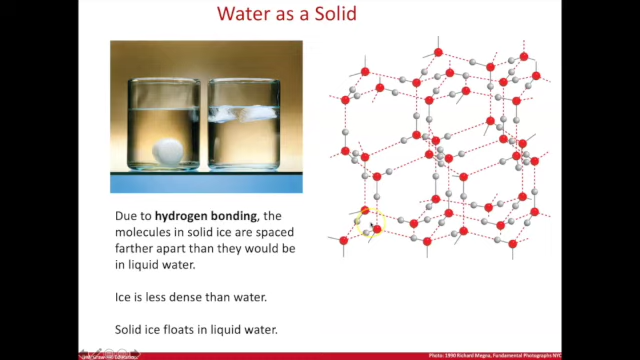 Water as a Solid
Due to hydrogen bonding, the
molecules in solid ice are spaced
farther apart than they would be
in liquid water.
Ice is less dense than water.
Solid ice floats in liquid water.
Photo: 1990 Richard Megna, Fundamental Photographs NYC